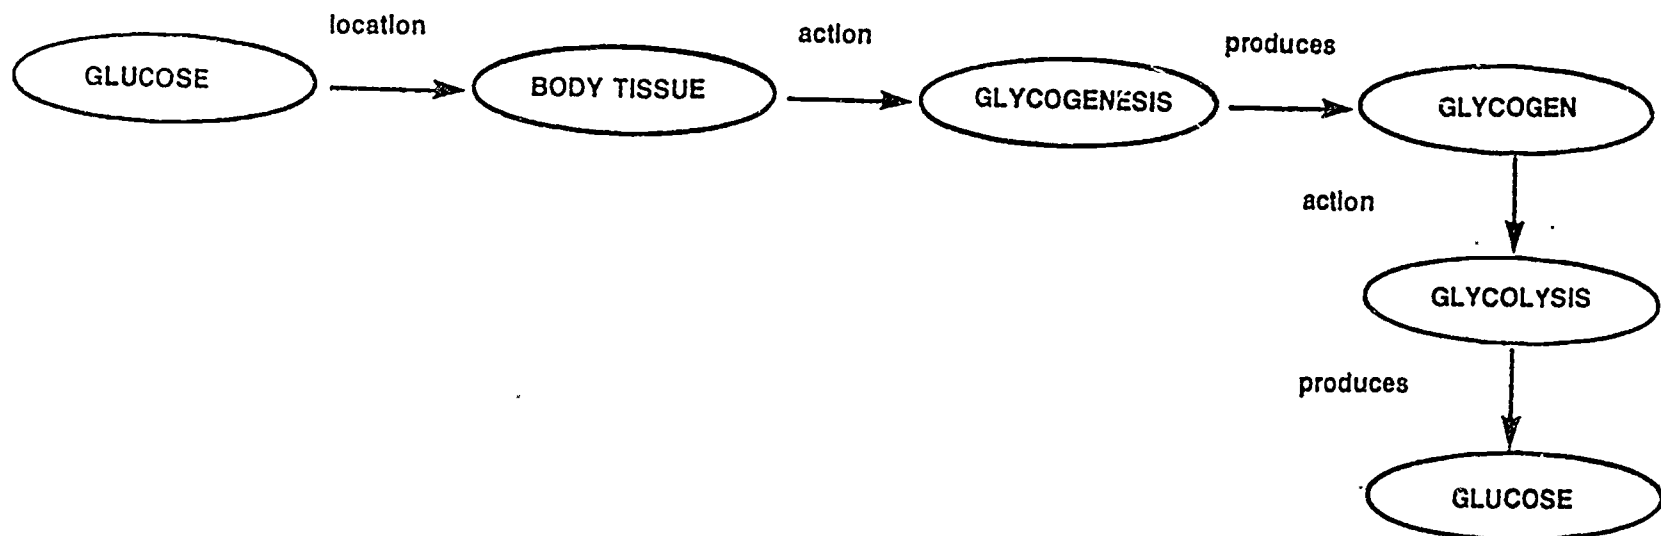 location
GLUCOSE
BODY TISSUE
action
GLYCOGENESIS
produces
GLYCOGEN
action
GLYCOLYSIS
produces
GLUCOSE